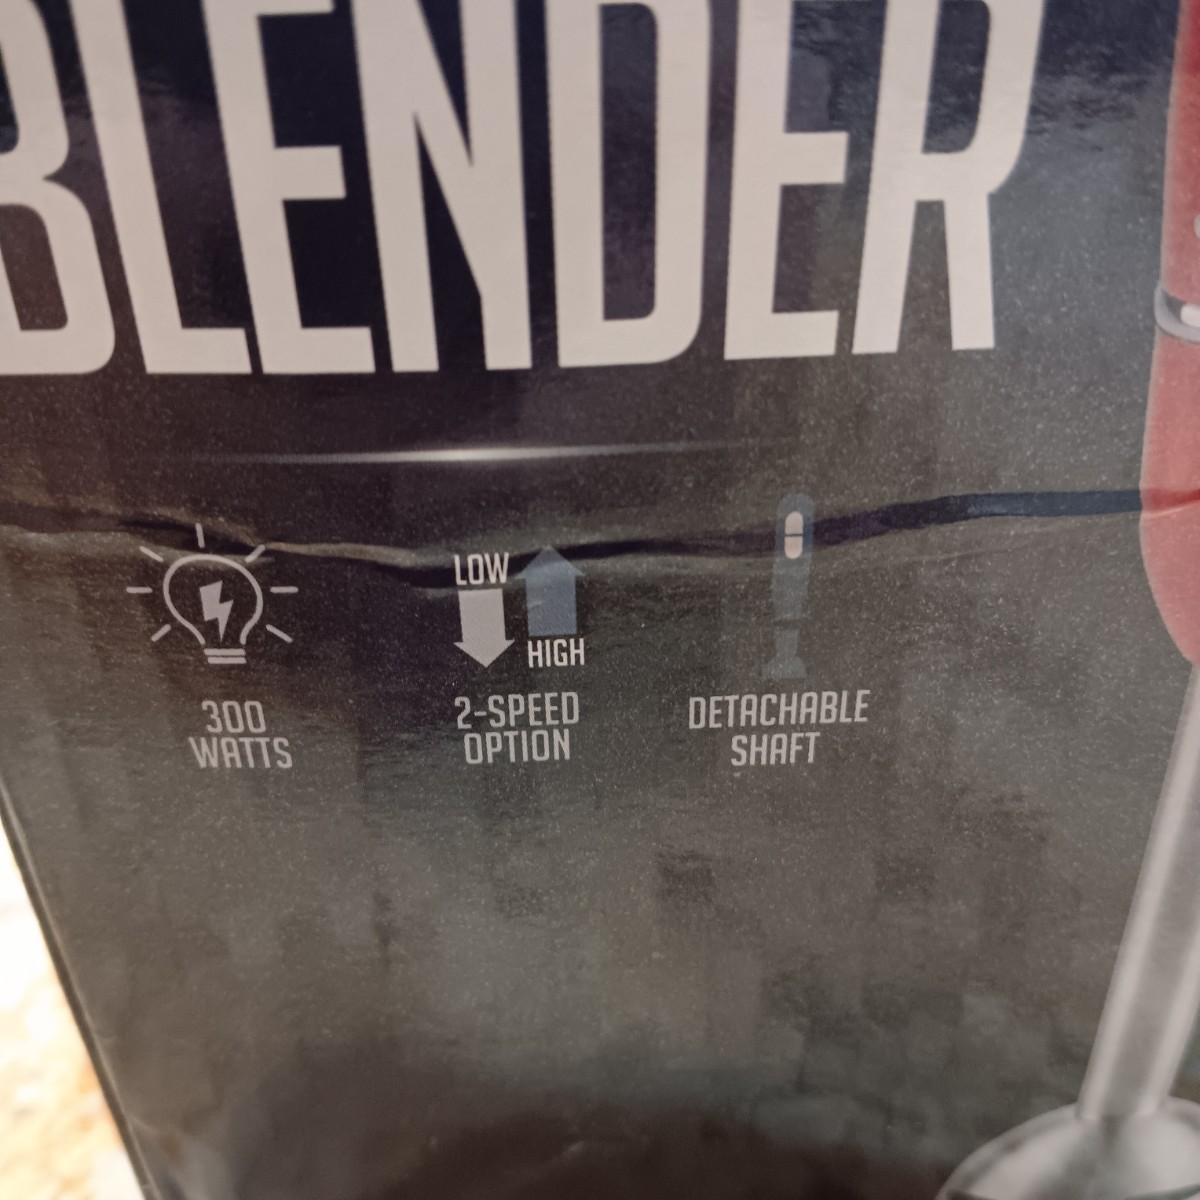 BLENDER
LOW
HIGH
300
WATTS
2-SPEED
OPTION
DETACHABLE
SHAFT